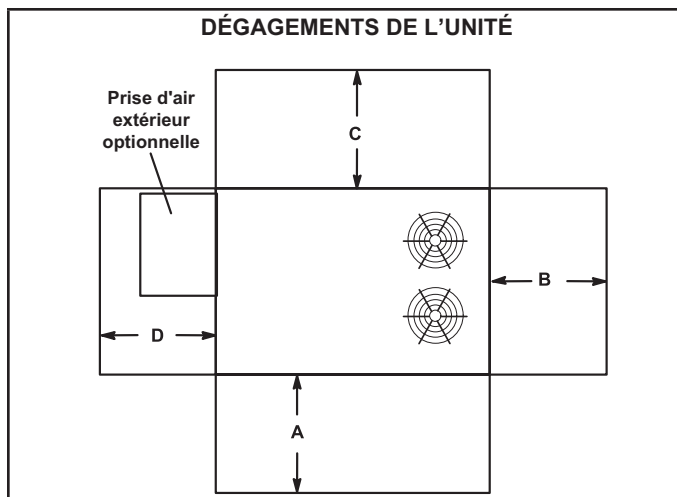 DÉGAGEMENTS DE L’UNITÉ
Prise d'air
extérieur
optionnelle
C
B
D
A